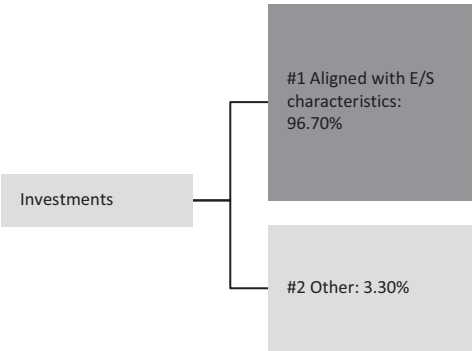 Investments
#1 Aligned with E/S
characteristics:
96.70%
#2 Other: 3.30%